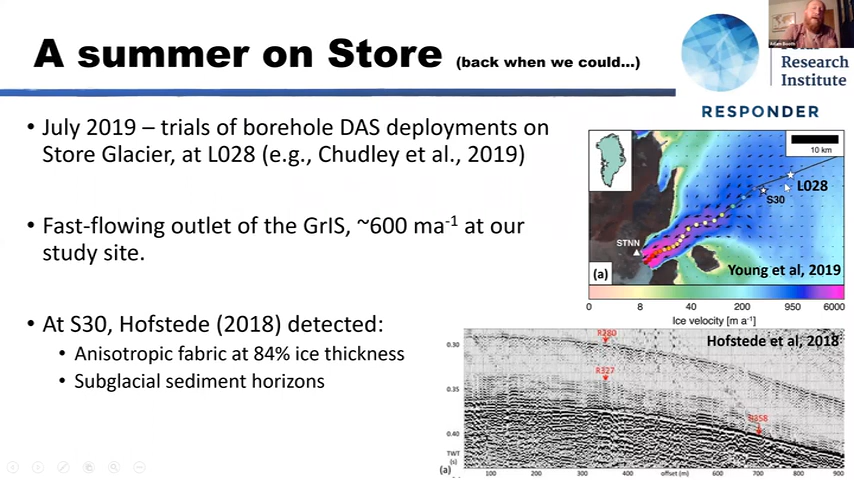 A summer on Store (back when we could...)
Adam Booth
Research
Institute
RESPONDER
• July 2019 – trials of borehole DAS deployments on
Store Glacier, at L028 (e.g., Chudley et al., 2019)
• Fast-flowing outlet of the GrIS, ~600 ma-1 at our
study site.
• At S30, Hofstede (2018) detected:
• Anisotropic fabric at 84% ice thickness
• Subglacial sediment horizons
10 km
L028
S30
STNN
(a)
Young et al, 2019
0 8 40 200 950 6000
Ice velocity [m a-1]
Hofstede et al, 2018
R280
R327
R358
0.30
0.35
0.40
TWT
(s)
(a)
100 200 300 400 500 600 700 800 900
offset (m)